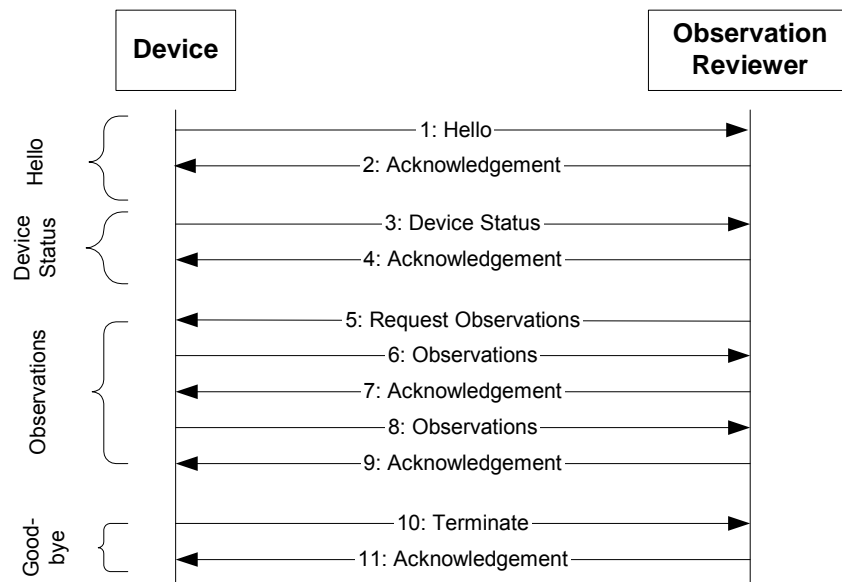 Device
Observation
Reviewer
Hello
1: Hello
2: Acknowledgement
Device
Status
3: Device Status
4: Acknowledgement
Observations
5: Request Observations
6: Observations
7: Acknowledgement
8: Observations
9: Acknowledgement
Good-
bye
10: Terminate
11: Acknowledgement